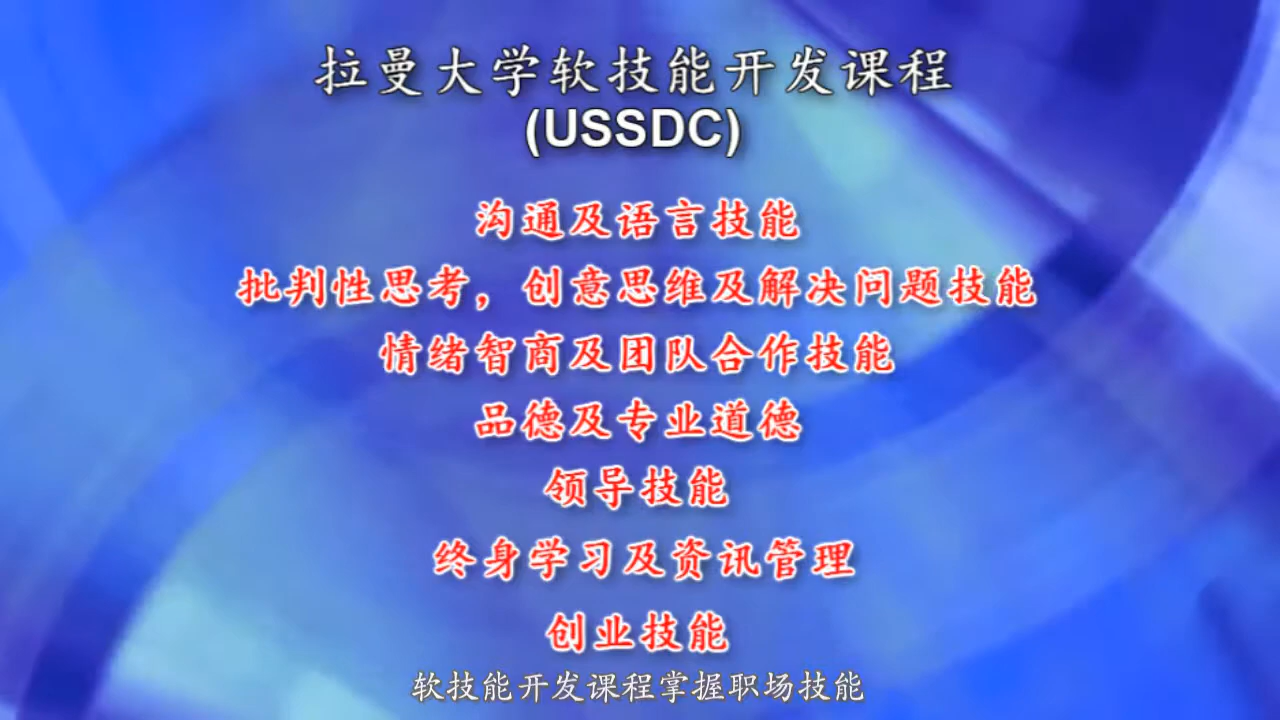 拉曼大学软技能开发课程
(USSDC)
沟通及语言技能
批判性思考，创意思维及解决问题技能
情绪智商及团队合作技能
品德及专业道德
领导技能
终身学习及资讯管理
创业技能
软技能开发课程掌握职场技能